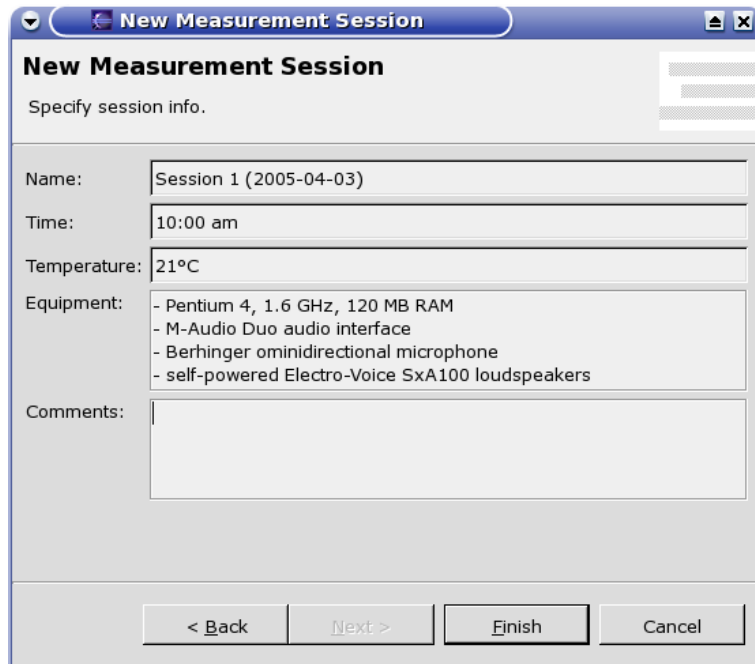 New Measurement Session
New Measurement Session
Specify session info.
Name: Session 1 (2005-04-03)
Time: 10:00 am
Temperature: 21°C
Equipment: - Pentium 4, 1.6 GHz, 120 MB RAM
- M-Audio Duo audio interface
- Berhinger ominidirectional microphone
- self-powered Electro-Voice SxA100 loudspeakers
Comments:
< Back Next > Finish Cancel